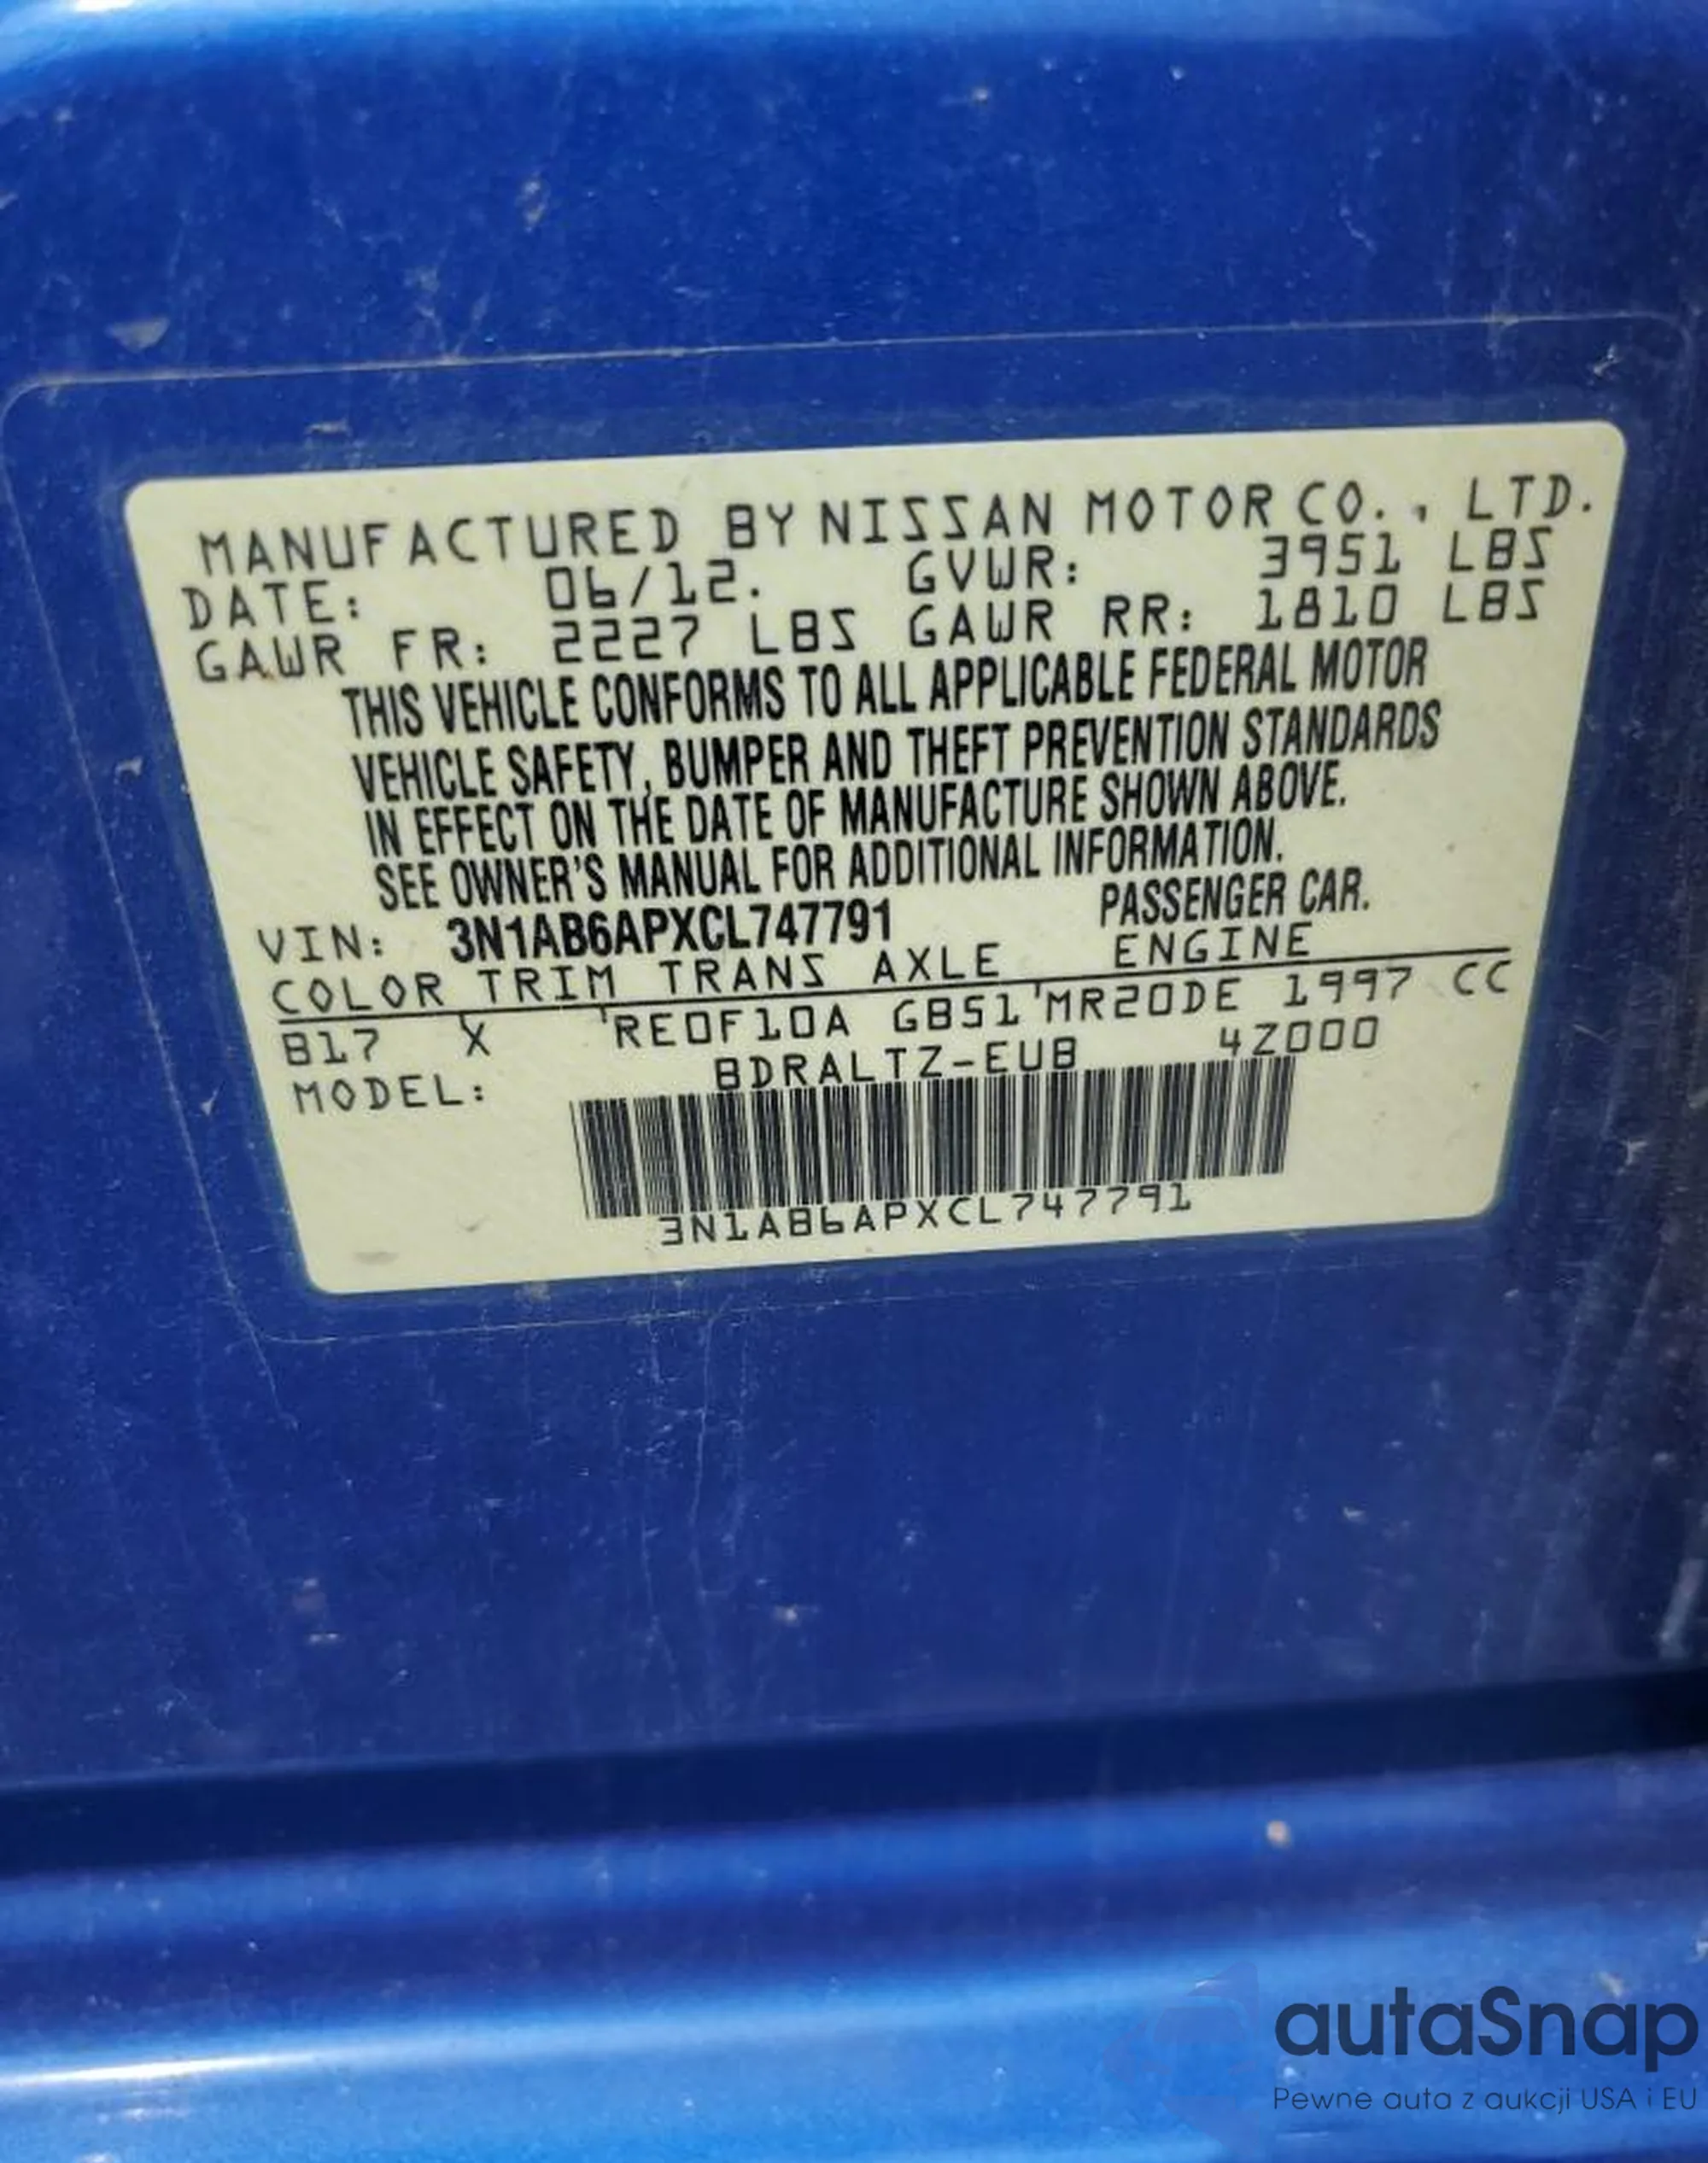 MANUFACTURED BY NISSAN MOTOR CO., LTD.
DATE: 06/12. GVWR: 3951 LBS
GAWR FR: 2227 LBS GAWR RR: 1810 LBS
THIS VEHICLE CONFORMS TO ALL APPLICABLE FEDERAL MOTOR
VEHICLE SAFETY, BUMPER AND THEFT PREVENTION STANDARDS
IN EFFECT ON THE DATE OF MANUFACTURE SHOWN ABOVE.
SEE OWNER'S MANUAL FOR ADDITIONAL INFORMATION.
VIN: 3N1AB6APXCL747791 PASSENGER CAR.
COLOR TRIM TRANS AXLE ENGINE
B17 X RE0F10A GB51 MR20DE 1997 CC
MODEL: BDRALTZ-EUB 4Z000
3N1AB6APXCL747791
autaSnap
Pewne auta z aukcji USA i EU